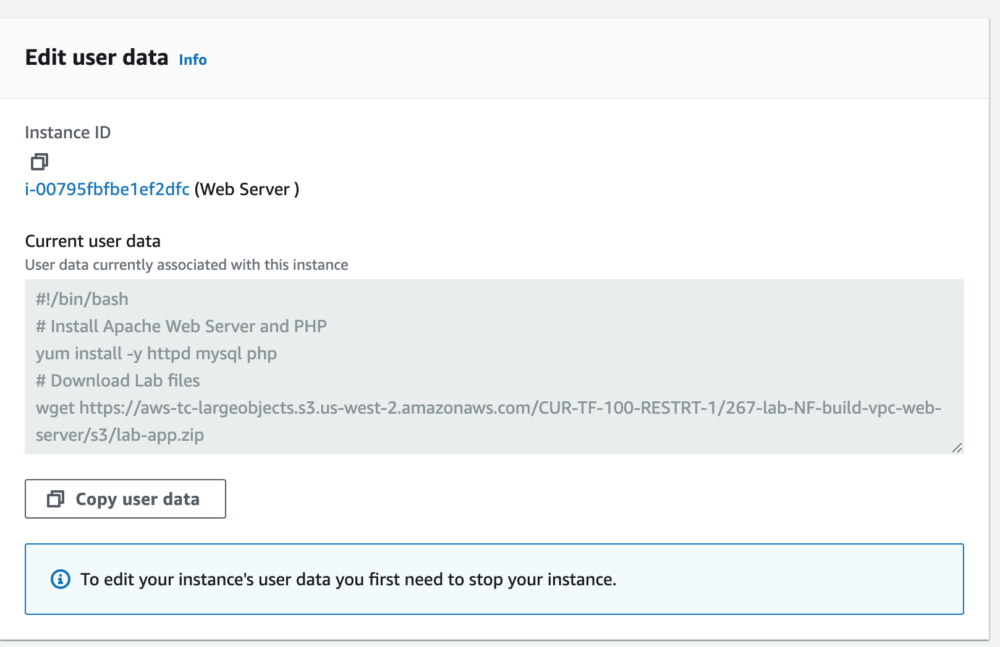 Edit user data Info
Instance ID
i-00795fbfbe1ef2dfc (Web Server )
Current user data
User data currently associated with this instance
#!/bin/bash
# Install Apache Web Server and PHP
yum install -y httpd mysql php
# Download Lab files
wget https://aws-tc-largeobjects.s3.us-west-2.amazonaws.com/CUR-TF-100-RESTRT-1/267-lab-NF-build-vpc-web-
server/s3/lab-app.zip
Copy user data
To edit your instance's user data you first need to stop your instance.